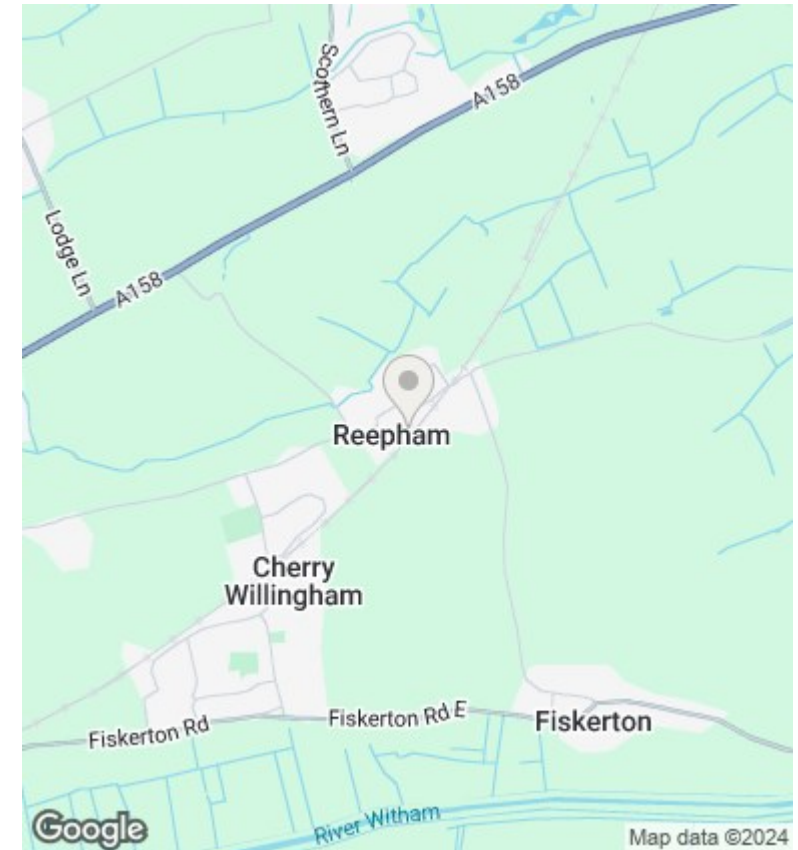 Scothern Ln
A158
Lodge Ln
A158
Reepham
Cherry
Willingham
Fiskerton Rd
Fiskerton Rd E
Fiskerton
River Witham
Google
Map data ©2024